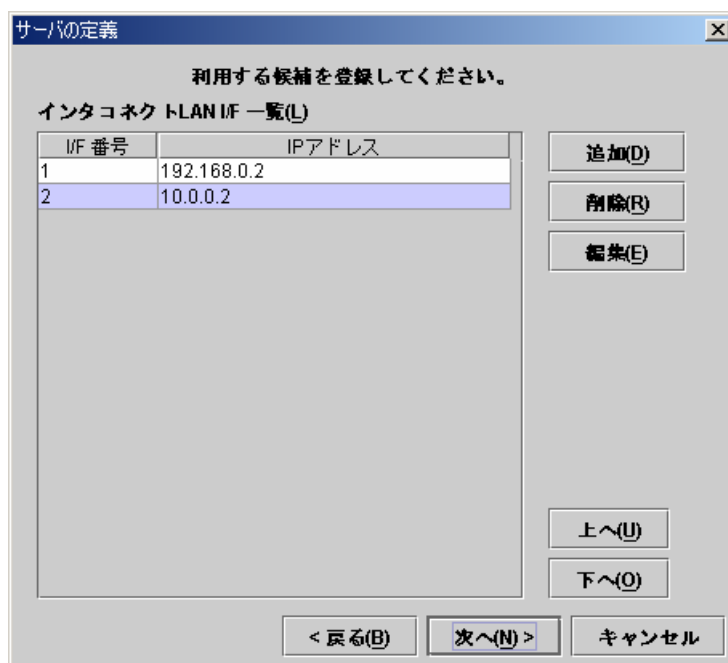 サーバの定義
利用する候補を登録してください。
インタコネクトLAN I/F 一覧(L)
I/F 番号 IPアドレス
1 192.168.0.2
2 10.0.0.2
追加(D)
削除(R)
編集(E)
上へ(U)
下へ(O)
< 戻る(B) 次へ(N) > キャンセル